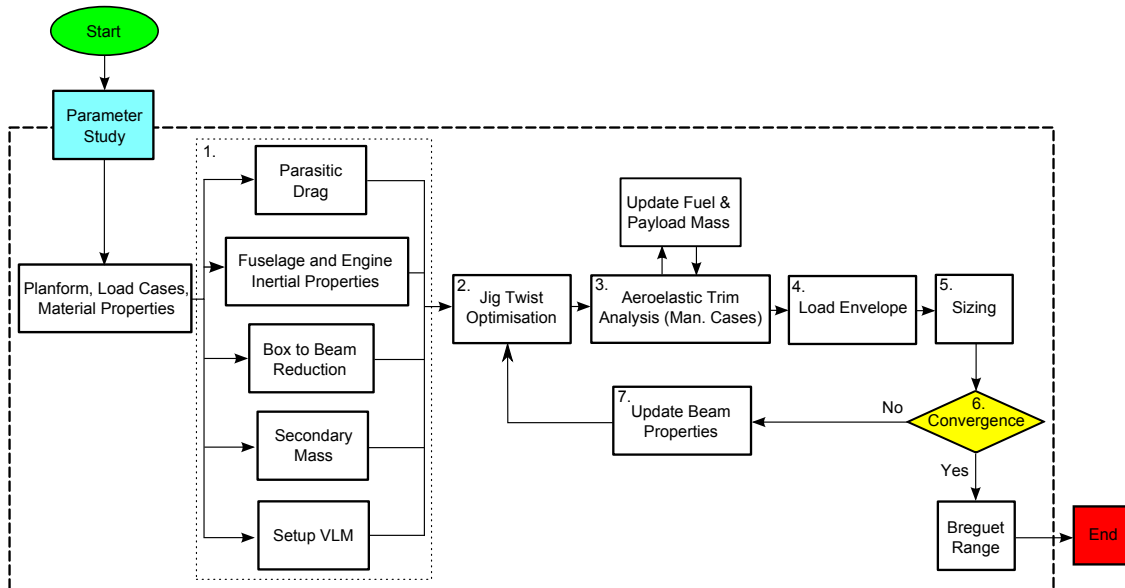 Start
Parameter
Study
Planform, Load Cases,
Material Properties
1.
Parasitic
Drag
Fuselage and Engine
Inertial Properties
Box to Beam
Reduction
Secondary
Mass
Setup VLM
2.
Jig Twist
Optimisation
Update Fuel &
Payload Mass
3.
Aeroelastic Trim
Analysis (Man. Cases)
4.
Load Envelope
5.
Sizing
6.
Convergence
No
7.
Update Beam
Properties
Yes
Breguet
Range
End